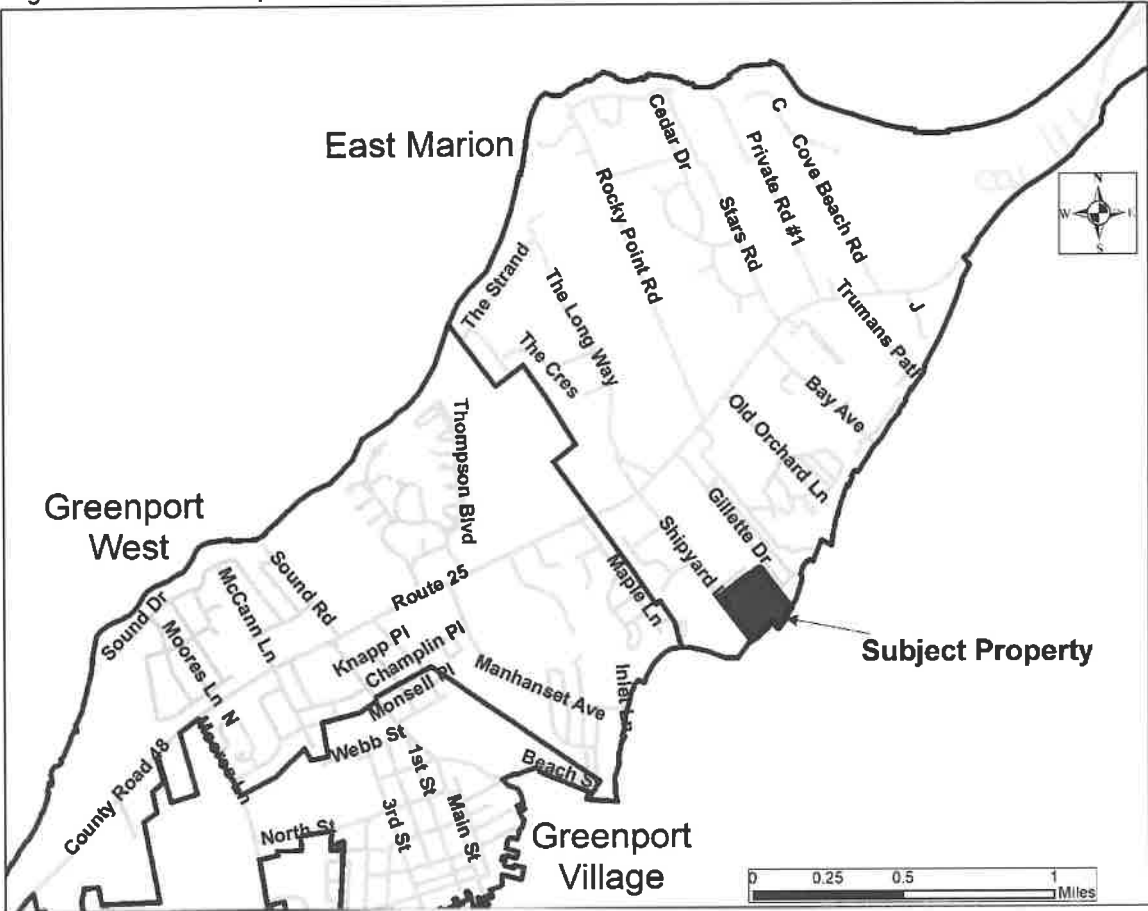 East Marion
Cedar Dr
C
Private Rd #1
Cove Beach Rd
N
W
E
S
Rocky Point Rd
Stars Rd
The Strand
The Long Way
The Cres
Trumans Path
J
Bay Ave
Old Orchard Ln
Thompson Blvd
Gillette Dr
Shipyard
Greenport
West
Maple Ln
Subject Property
Sound Dr
Sound Rd
McCann Ln
Moores Ln N
Route 25
Knapp Pl
Champlin Pl
Monsell Pl
Manhanset Ave
Inlet Ln
Moores Ln
Webb St
1st St
Beach S
County Road 48
3rd St
Main St
North St
Greenport
Village
0 0.25 0.5 1
Miles